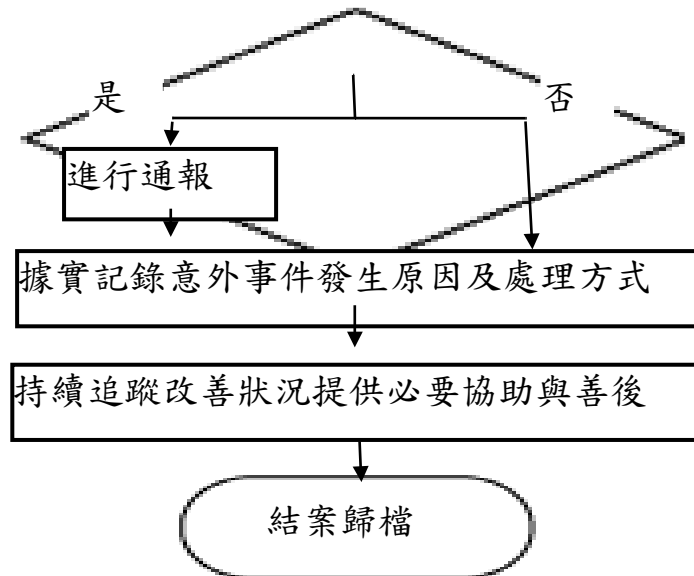 是
否
進行通報
據實記錄意外事件發生原因及處理方式
持續追蹤改善狀況提供必要協助與善後
結案歸檔